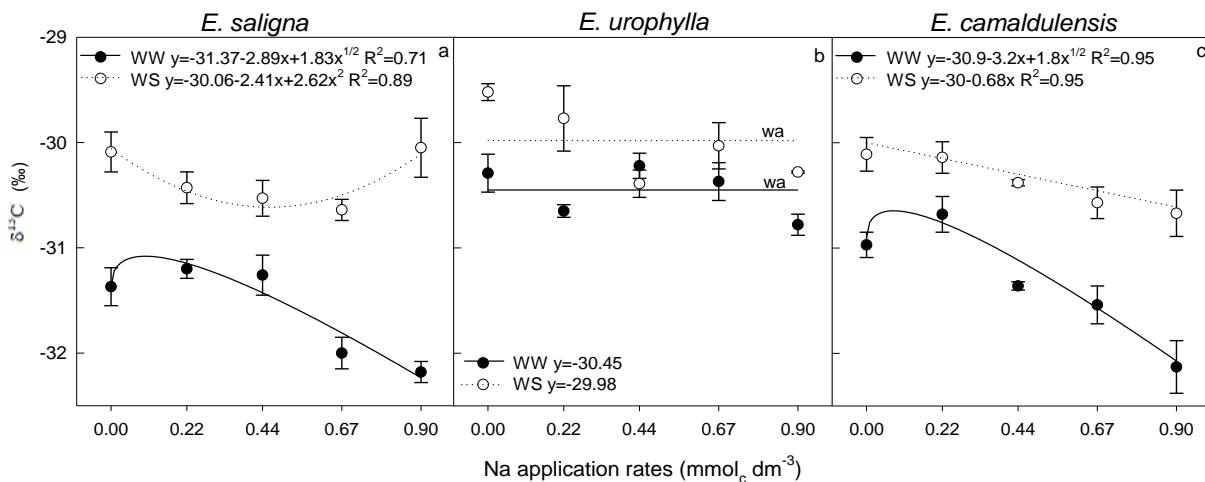 E. saligna
E. urophylla
E. camaldulensis
-29
-30
-31
-32
δ¹³C (‰)
WW y=-31.37-2.89x+1.83x^1/2 R²=0.71
WS y=-30.06-2.41x+2.62x² R²=0.89
a
b
wa
wa
WW y=-30.45
WS y=-29.98
WW y=-30.9-3.2x+1.8x^1/2 R²=0.95
WS y=-30-0.68x R²=0.95
c
0.00 0.22 0.44 0.67 0.90
0.00 0.22 0.44 0.67 0.90
0.00 0.22 0.44 0.67 0.90
Na application rates (mmol_c dm⁻³)